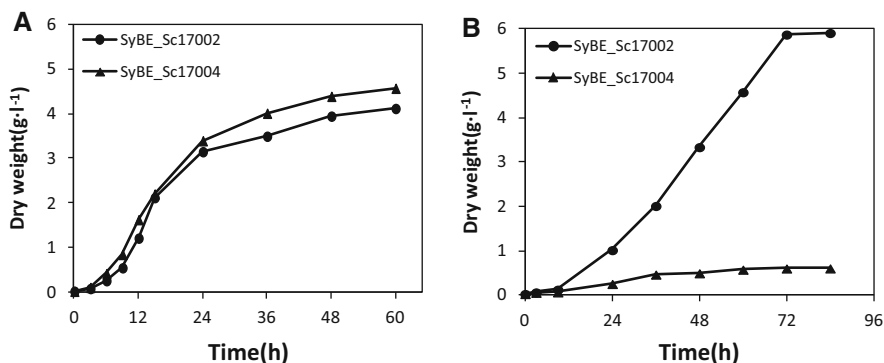 A
SyBE_Sc17002
SyBE_Sc17004
Dry weight(g·l⁻¹)
6
5
4
3
2
1
0
0 12 24 36 48 60
Time(h)
B
SyBE_Sc17002
SyBE_Sc17004
Dry weight(g·l⁻¹)
6
5
4
3
2
1
0
0 24 48 72 96
Time(h)